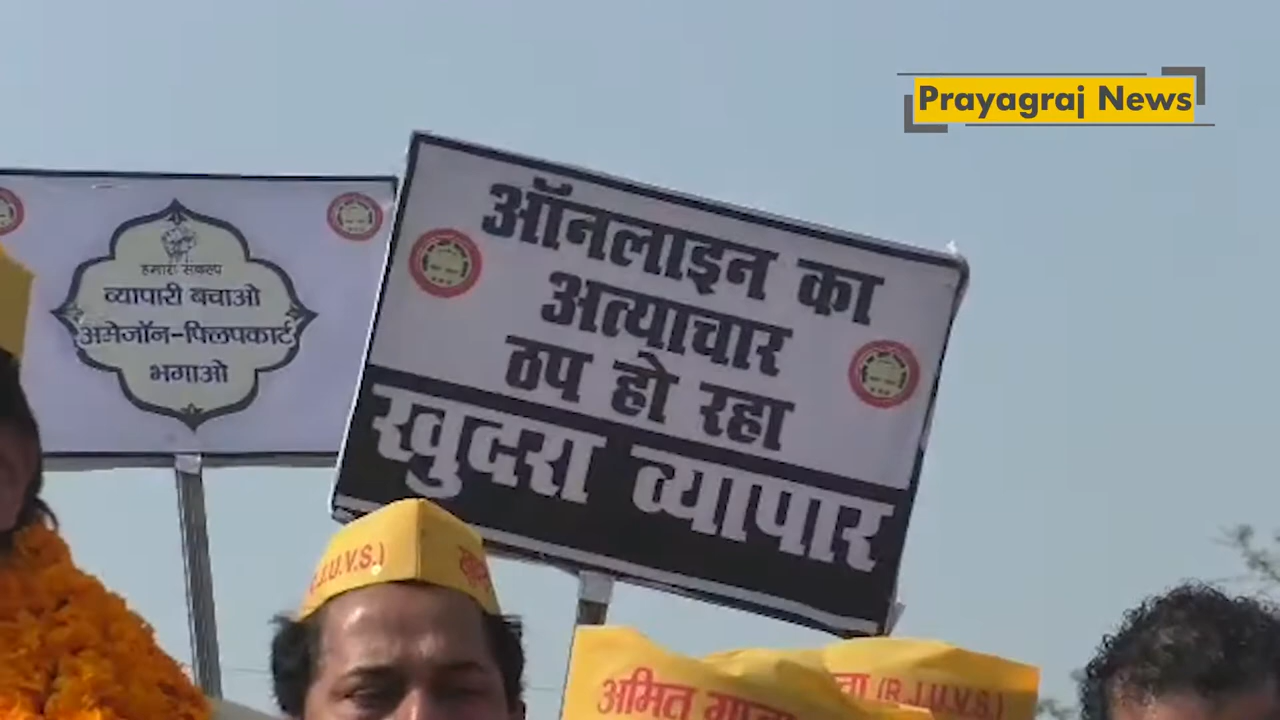 Prayagraj News
हमारा संकल्प
व्यापारी बचाओ
अमेजॉन-फ्लिपकार्ट
भगाओ
ऑनलाइन का
अत्याचार
ठप हो रहा
खुदरा व्यापार
(R.J.U.V.S.)
अमित गुप्ता
(R.J.U.V.S.)